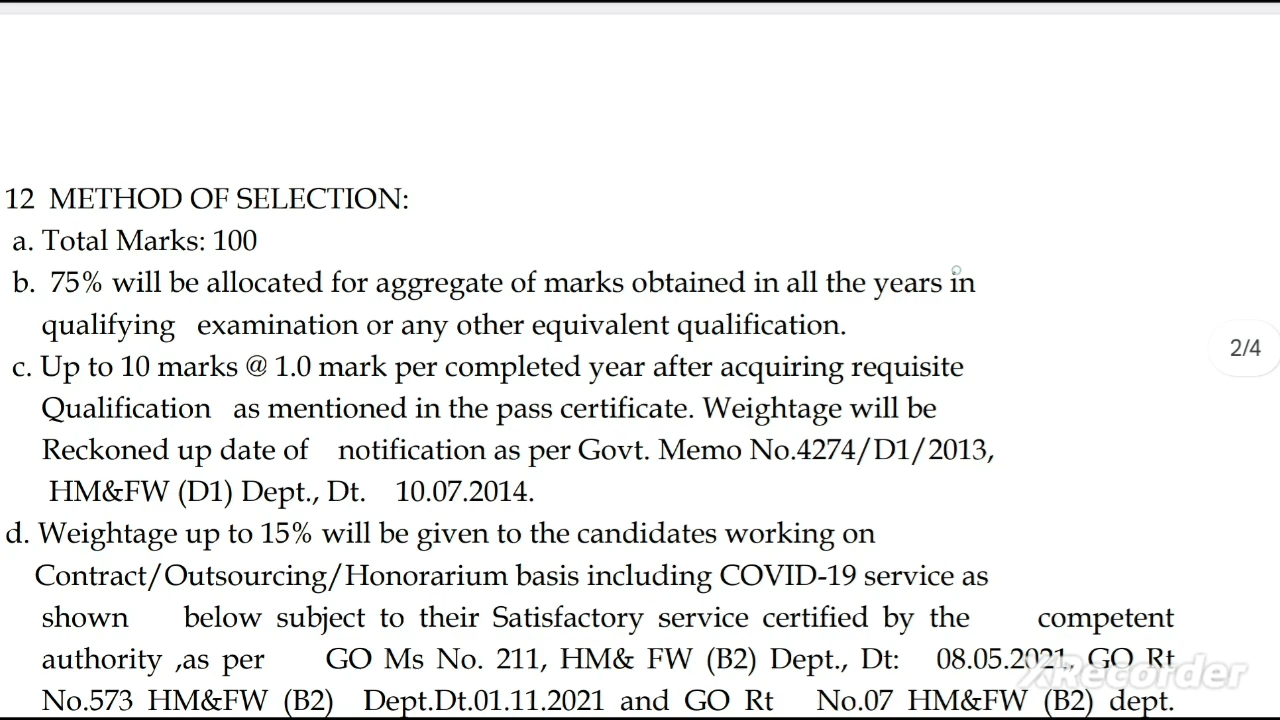 12 METHOD OF SELECTION:
a. Total Marks: 100
b. 75% will be allocated for aggregate of marks obtained in all the years in
qualifying examination or any other equivalent qualification.
2/4
c. Up to 10 marks @ 1.0 mark per completed year after acquiring requisite
Qualification as mentioned in the pass certificate. Weightage will be
Reckoned up date of notification as per Govt. Memo No.4274/D1/2013,
HM&FW (D1) Dept., Dt. 10.07.2014.
d. Weightage up to 15% will be given to the candidates working on
Contract/Outsourcing/Honorarium basis including COVID-19 service as
shown below subject to their Satisfactory service certified by the competent
authority ,as per GO Ms No. 211, HM& FW (B2) Dept., Dt: 08.05.2021, GO Rt
XRecorder
No.573 HM&FW (B2) Dept.Dt.01.11.2021 and GO Rt No.07 HM&FW (B2) dept.